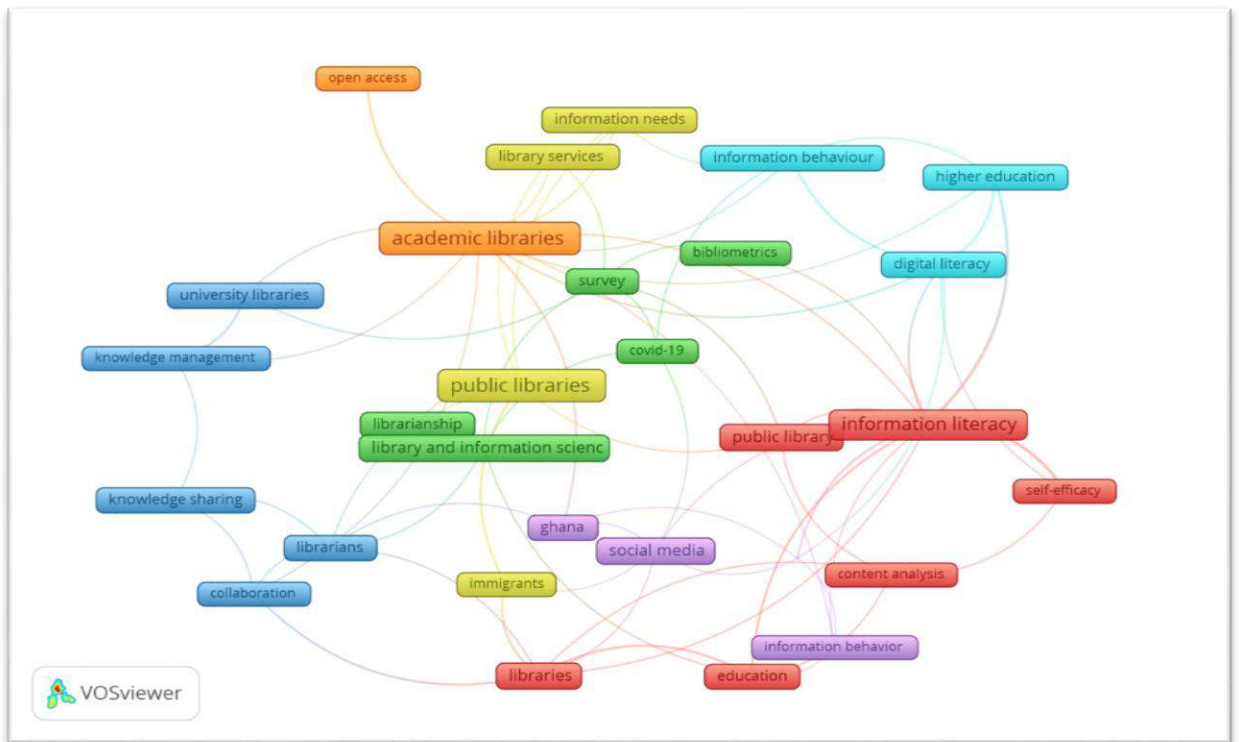 open access
information needs
library services
information behaviour
higher education
academic libraries
bibliometrics
digital literacy
survey
university libraries
covid-19
knowledge management
public libraries
librarianship
information literacy
public library
library and information scienc
self-efficacy
knowledge sharing
ghana
librarians
social media
content analysis
immigrants
collaboration
information behavior
libraries
education
VOSviewer